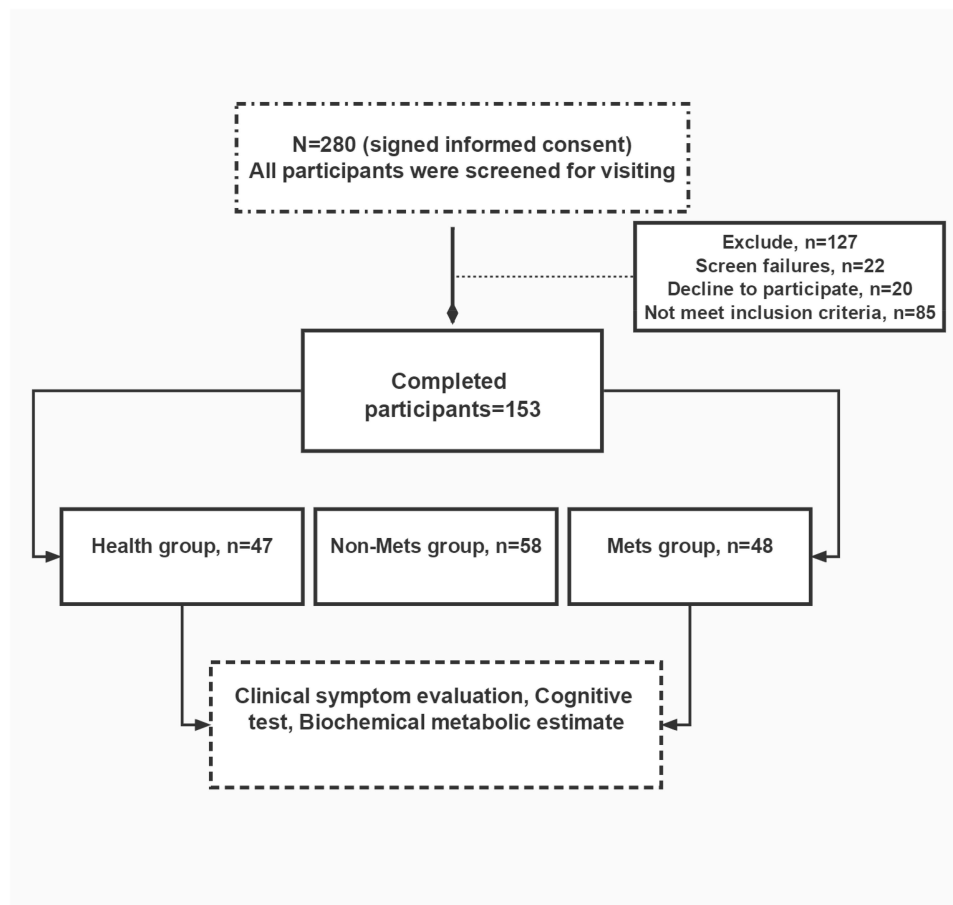 N=280 (signed informed consent)
All participants were screened for visiting
Exclude, n=127
Screen failures, n=22
Decline to participate, n=20
Not meet inclusion criteria, n=85
Completed
participants=153
Health group, n=47
Non-Mets group, n=58
Mets group, n=48
Clinical symptom evaluation, Cognitive
test, Biochemical metabolic estimate